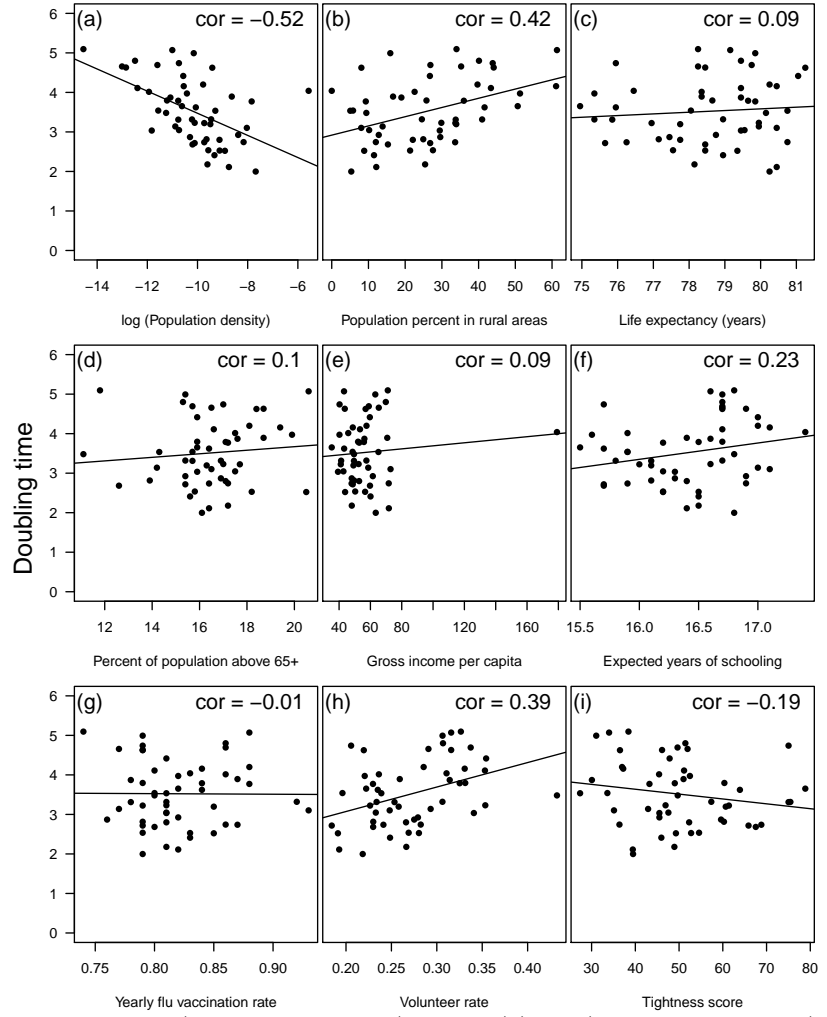 (a) cor = −0.52
(b) cor = 0.42
(c) cor = 0.09
6
5
4
3
2
1
0
−14 −12 −10 −8 −6
0 10 20 30 40 50 60
75 76 77 78 79 80 81
log (Population density)
Population percent in rural areas
Life expectancy (years)
(d) cor = 0.1
(e) cor = 0.09
(f) cor = 0.23
6
5
4
3
2
1
0
Doubling time
12 14 16 18 20
40 60 80 120 160
15.5 16.0 16.5 17.0
Percent of population above 65+
Gross income per capita
Expected years of schooling
(g) cor = −0.01
(h) cor = 0.39
(i) cor = −0.19
6
5
4
3
2
1
0
0.75 0.80 0.85 0.90
0.20 0.25 0.30 0.35 0.40
30 40 50 60 70 80
Yearly flu vaccination rate
Volunteer rate
Tightness score